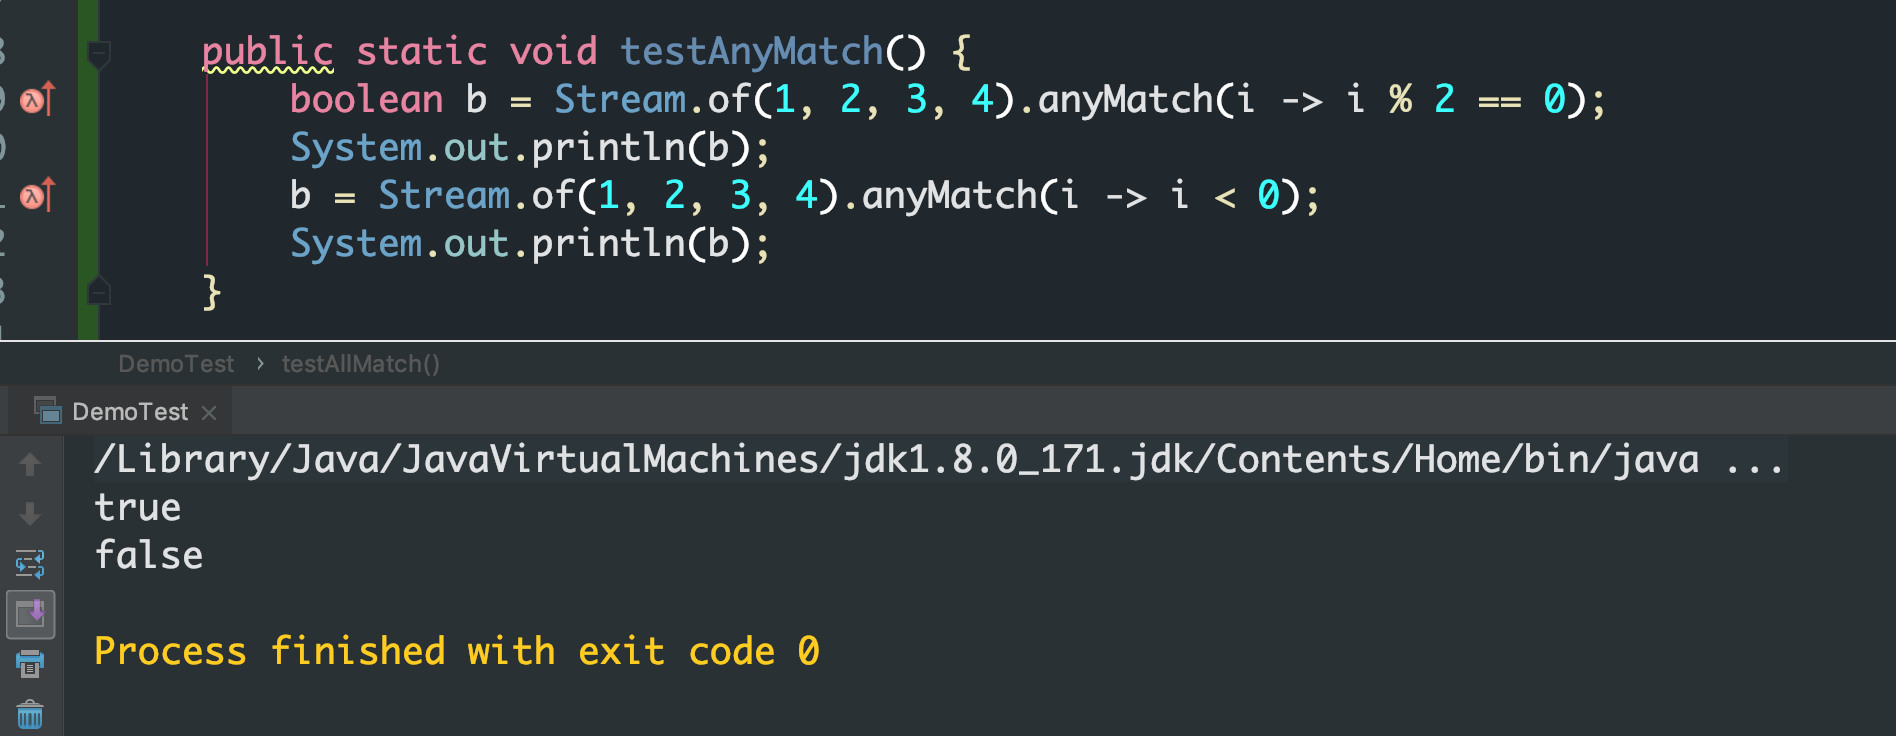 public static void testAnyMatch() {
boolean b = Stream.of(1, 2, 3, 4).anyMatch(i -> i % 2 == 0);
System.out.println(b);
b = Stream.of(1, 2, 3, 4).anyMatch(i -> i < 0);
System.out.println(b);
}
DemoTest › testAllMatch()
DemoTest ×
/Library/Java/JavaVirtualMachines/jdk1.8.0_171.jdk/Contents/Home/bin/java ...
true
false
Process finished with exit code 0